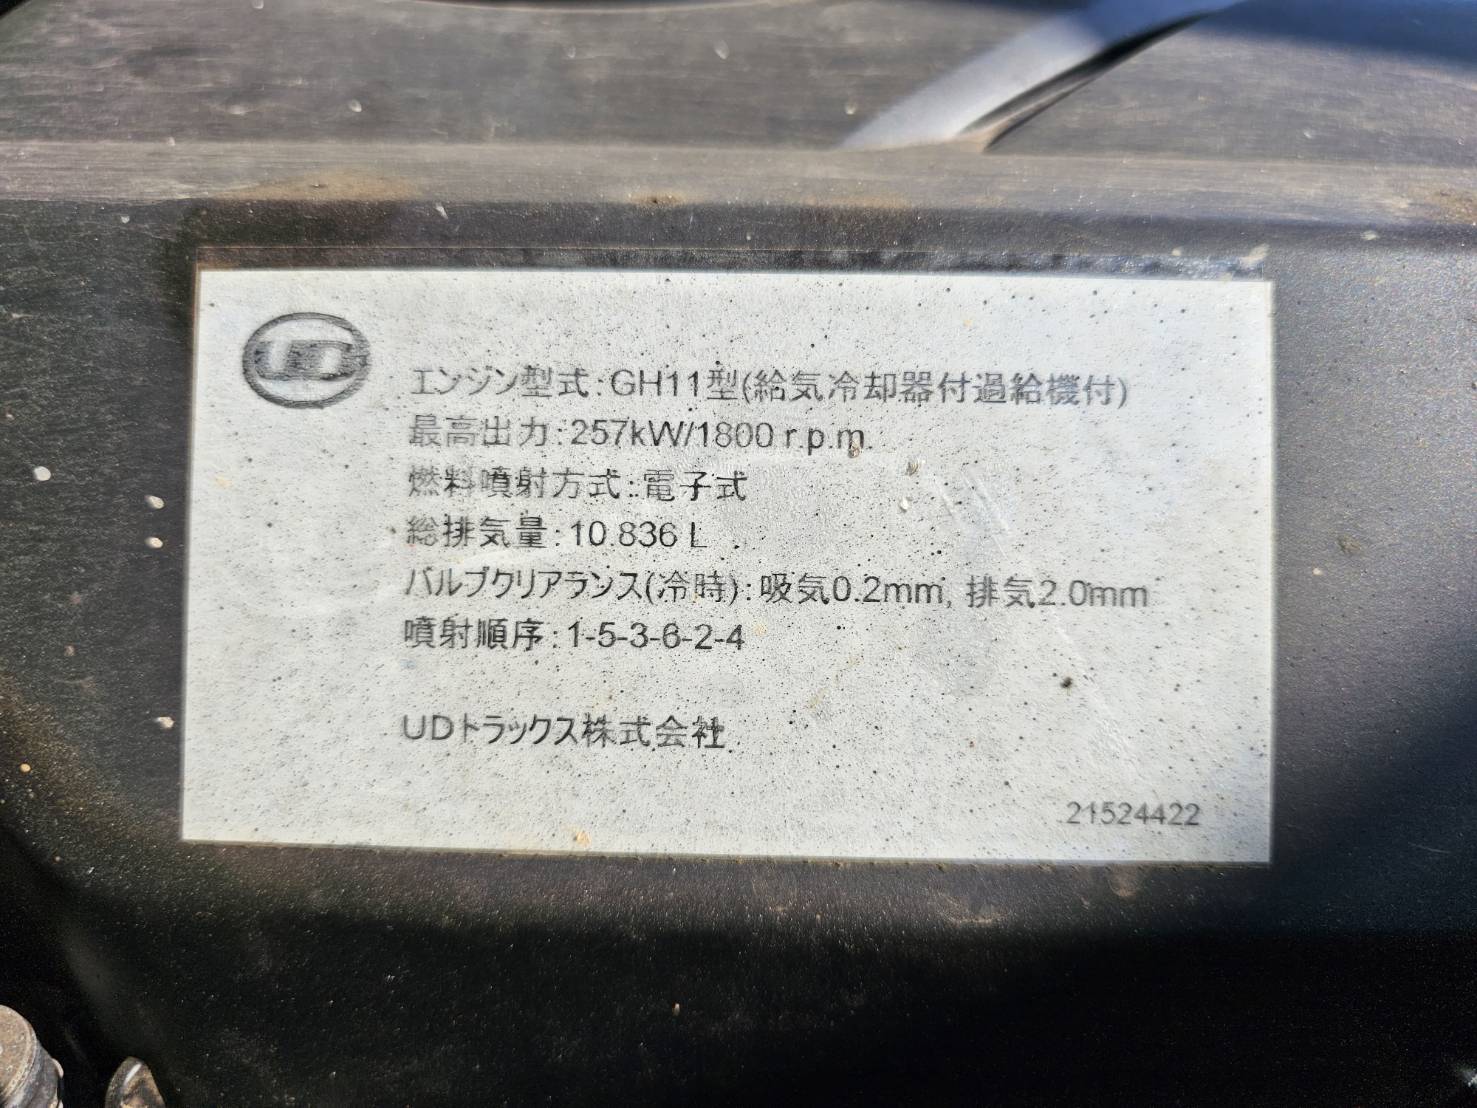 UD
エンジン型式:GH11型(給気冷却器付過給機付)
最高出力:257kW/1800 r.p.m.
燃料噴射方式:電子式
総排気量:10.836 L
バルブクリアランス(冷時):吸気0.2mm, 排気2.0mm
噴射順序:1-5-3-6-2-4
UDトラックス株式会社
21524422